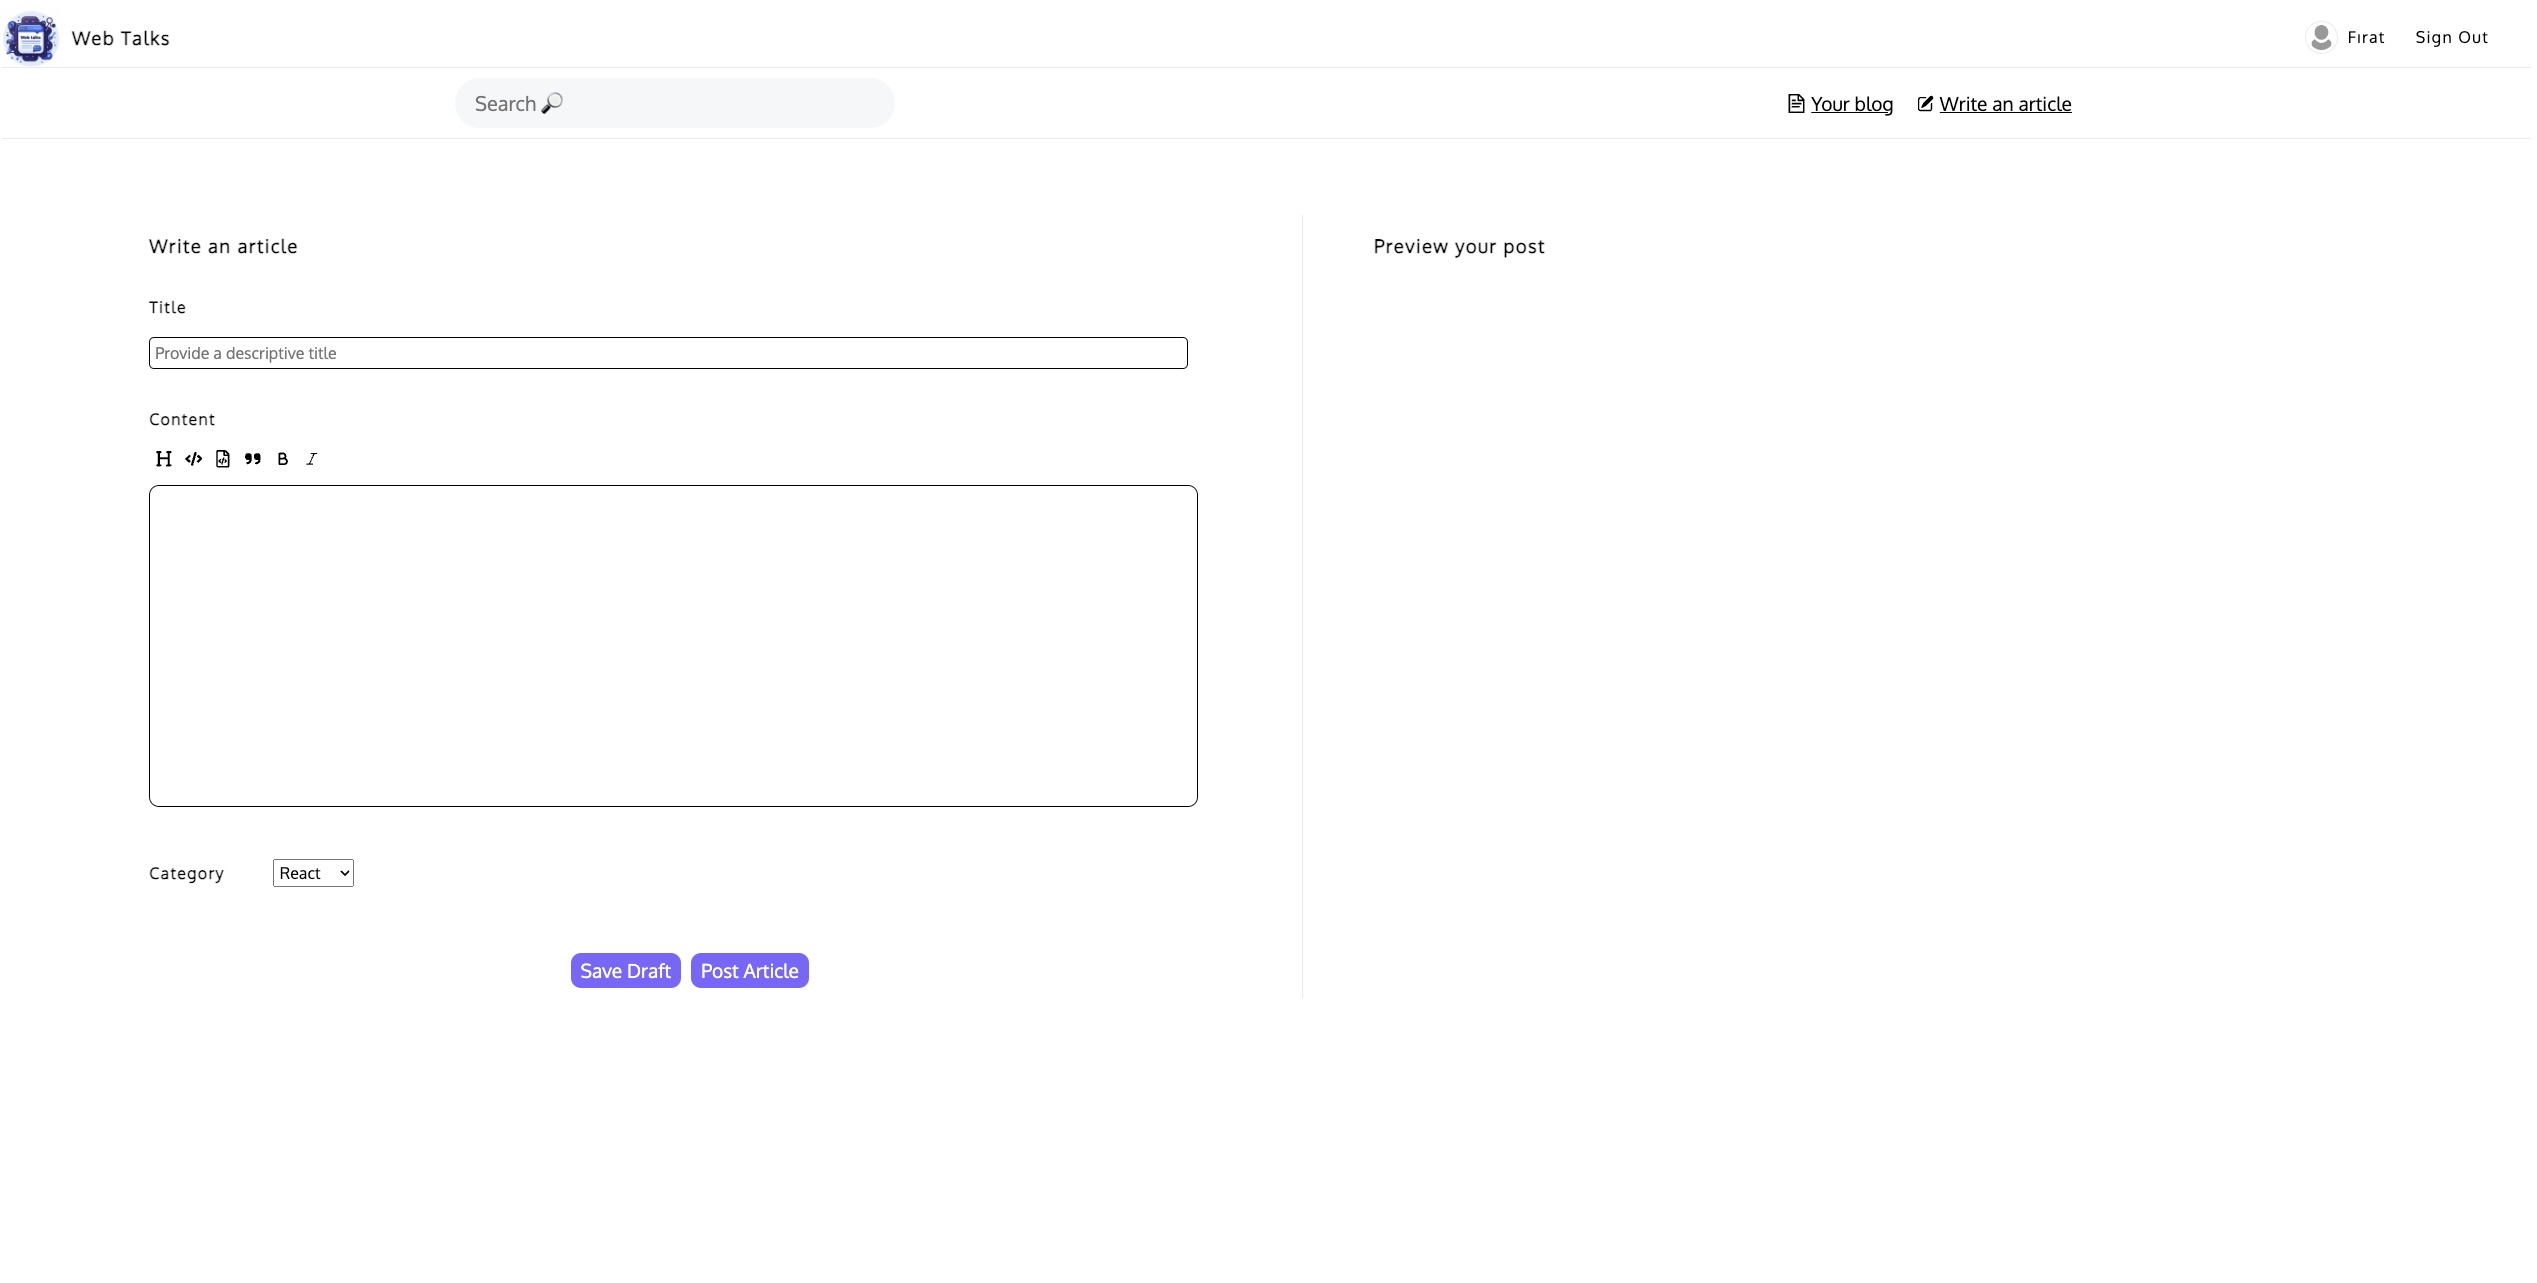 Web Talks
Fırat
Sign Out
Search 🔎
Your blog
Write an article
Write an article
Title
Provide a descriptive title
Content
Category
React
Save Draft
Post Article
Preview your post